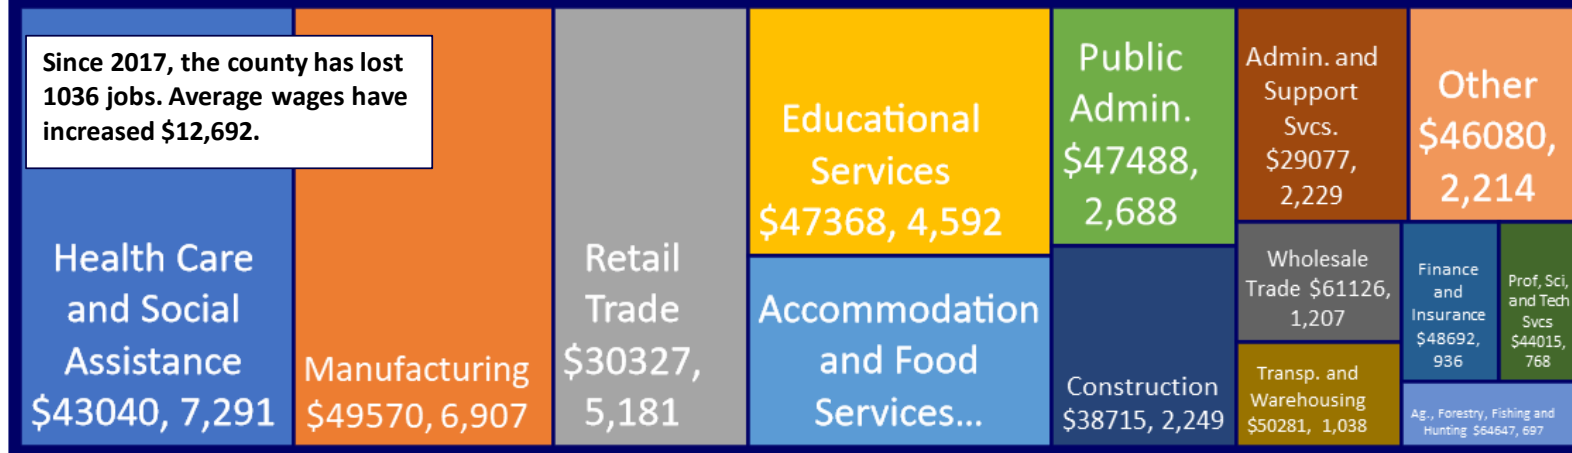 Since 2017, the county has lost
1036 jobs. Average wages have
increased $12,692.
Health Care
and Social
Assistance
$43040, 7,291
Manufacturing
$49570, 6,907
Retail
Trade
$30327,
5,181
Educational
Services
$47368, 4,592
Accommodation
and Food
Services...
Public
Admin.
$47488,
2,688
Construction
$38715, 2,249
Admin. and
Support
Svcs.
$29077,
2,229
Other
$46080,
2,214
Wholesale
Trade $61126,
1,207
Transp. and
Warehousing
$50281, 1,038
Finance
and
Insurance
$48692,
936
Prof, Sci,
and Tech
Svcs
$44015,
768
Ag., Forestry, Fishing and
Hunting $64647, 697